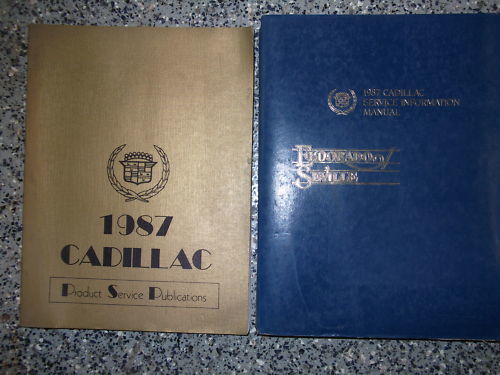 1987
CADILLAC
Product Service Publications
1987 CADILLAC
SERVICE INFORMATION
MANUAL
ELDORADO
SEVILLE